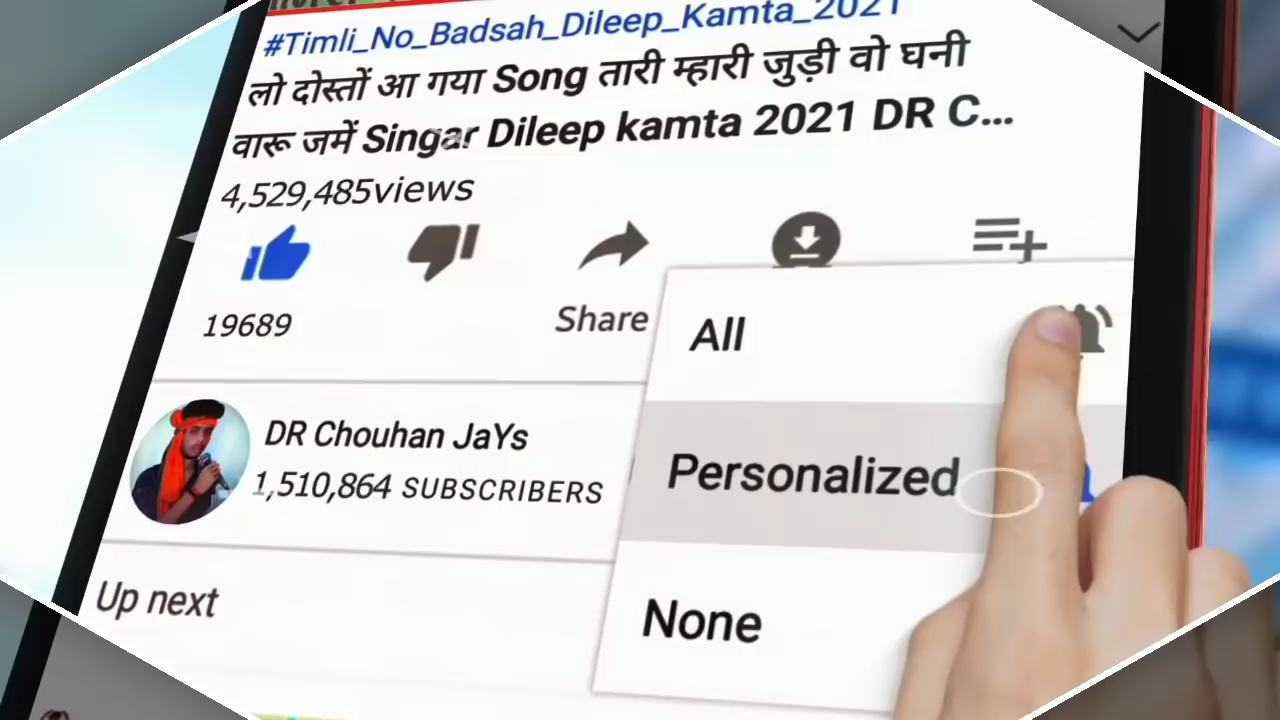 #Timli_No_Badsah_Dileep_Kamta_2021
लो दोस्तों आ गया Song तारी म्हारी जुड़ी वो घनी
वारू जमें Singar Dileep kamta 2021 DR C...
4,529,485views
19689
Share
All
DR Chouhan JaYs
1,510,864 SUBSCRIBERS
Personalized
Up next
None